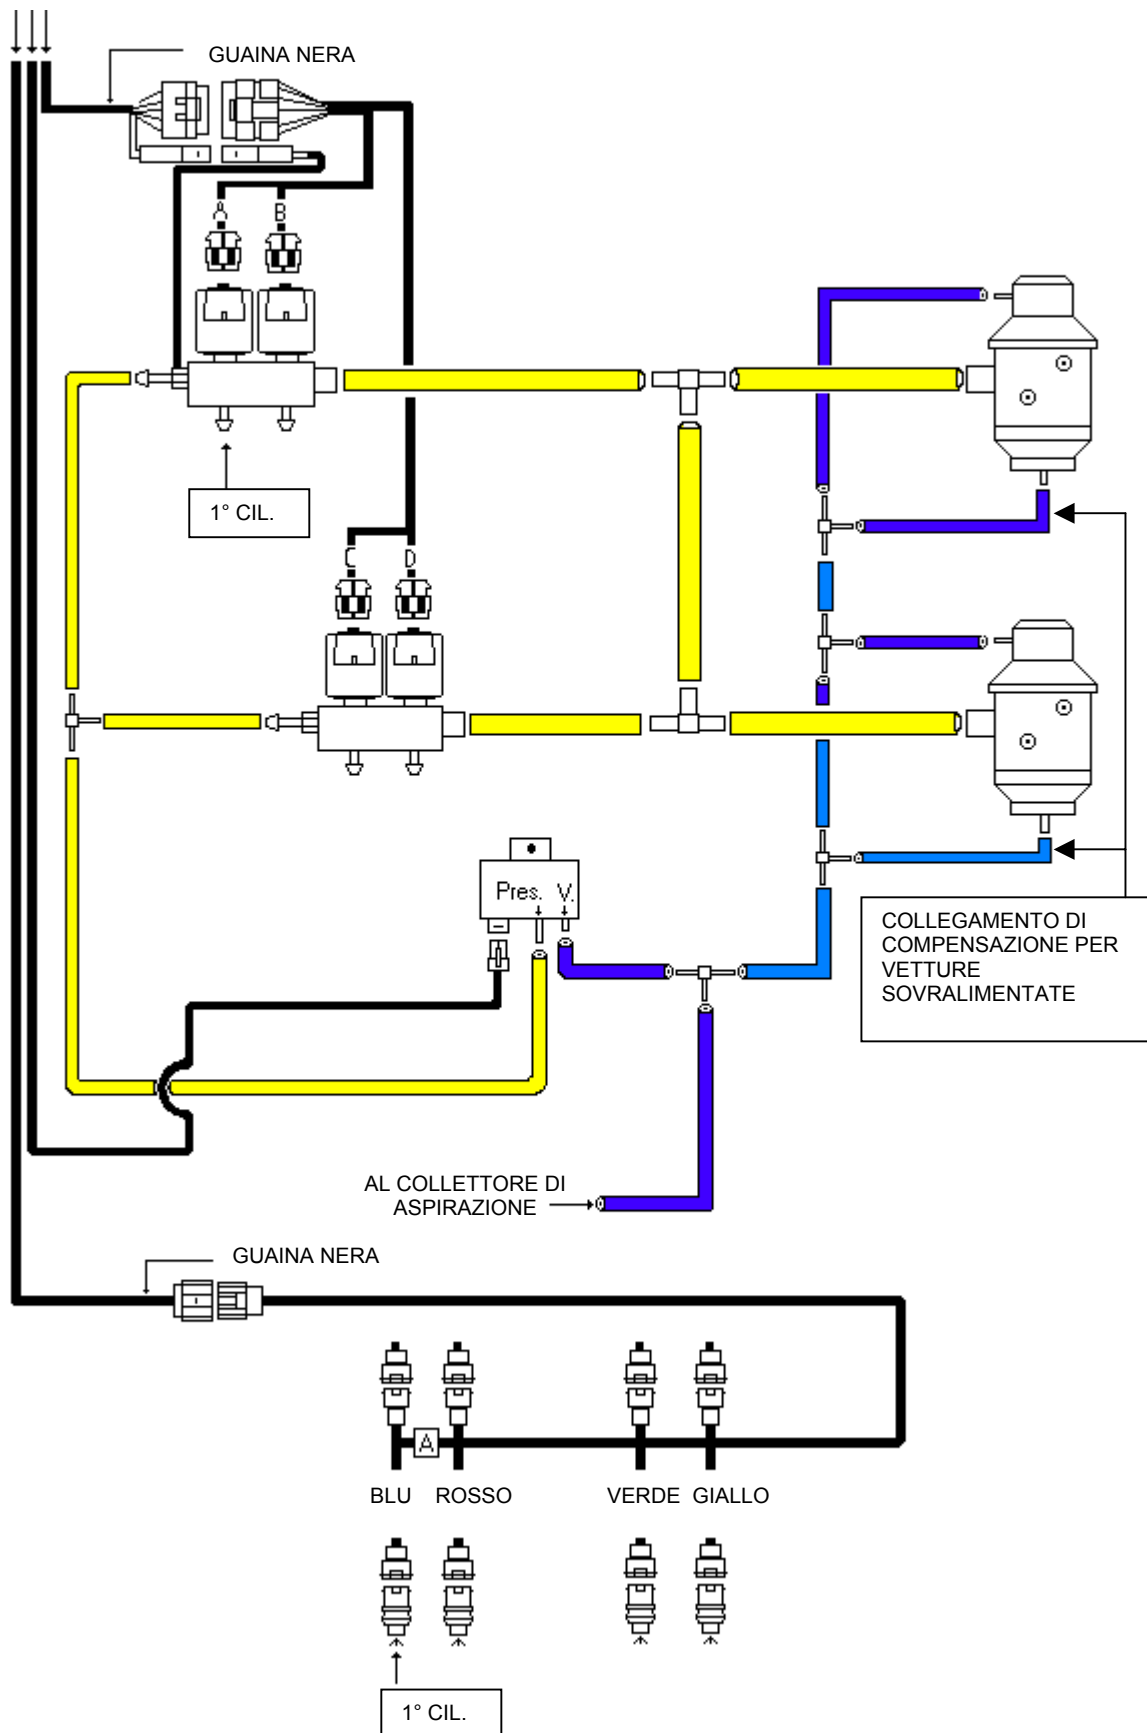 GUAINA NERA
A
B
1° CIL.
C
D
Pres. V.
COLLEGAMENTO DI
COMPENSAZIONE PER
VETTURE
SOVRALIMENTATE
AL COLLETTORE DI
ASPIRAZIONE
GUAINA NERA
A
BLU ROSSO VERDE GIALLO
1° CIL.